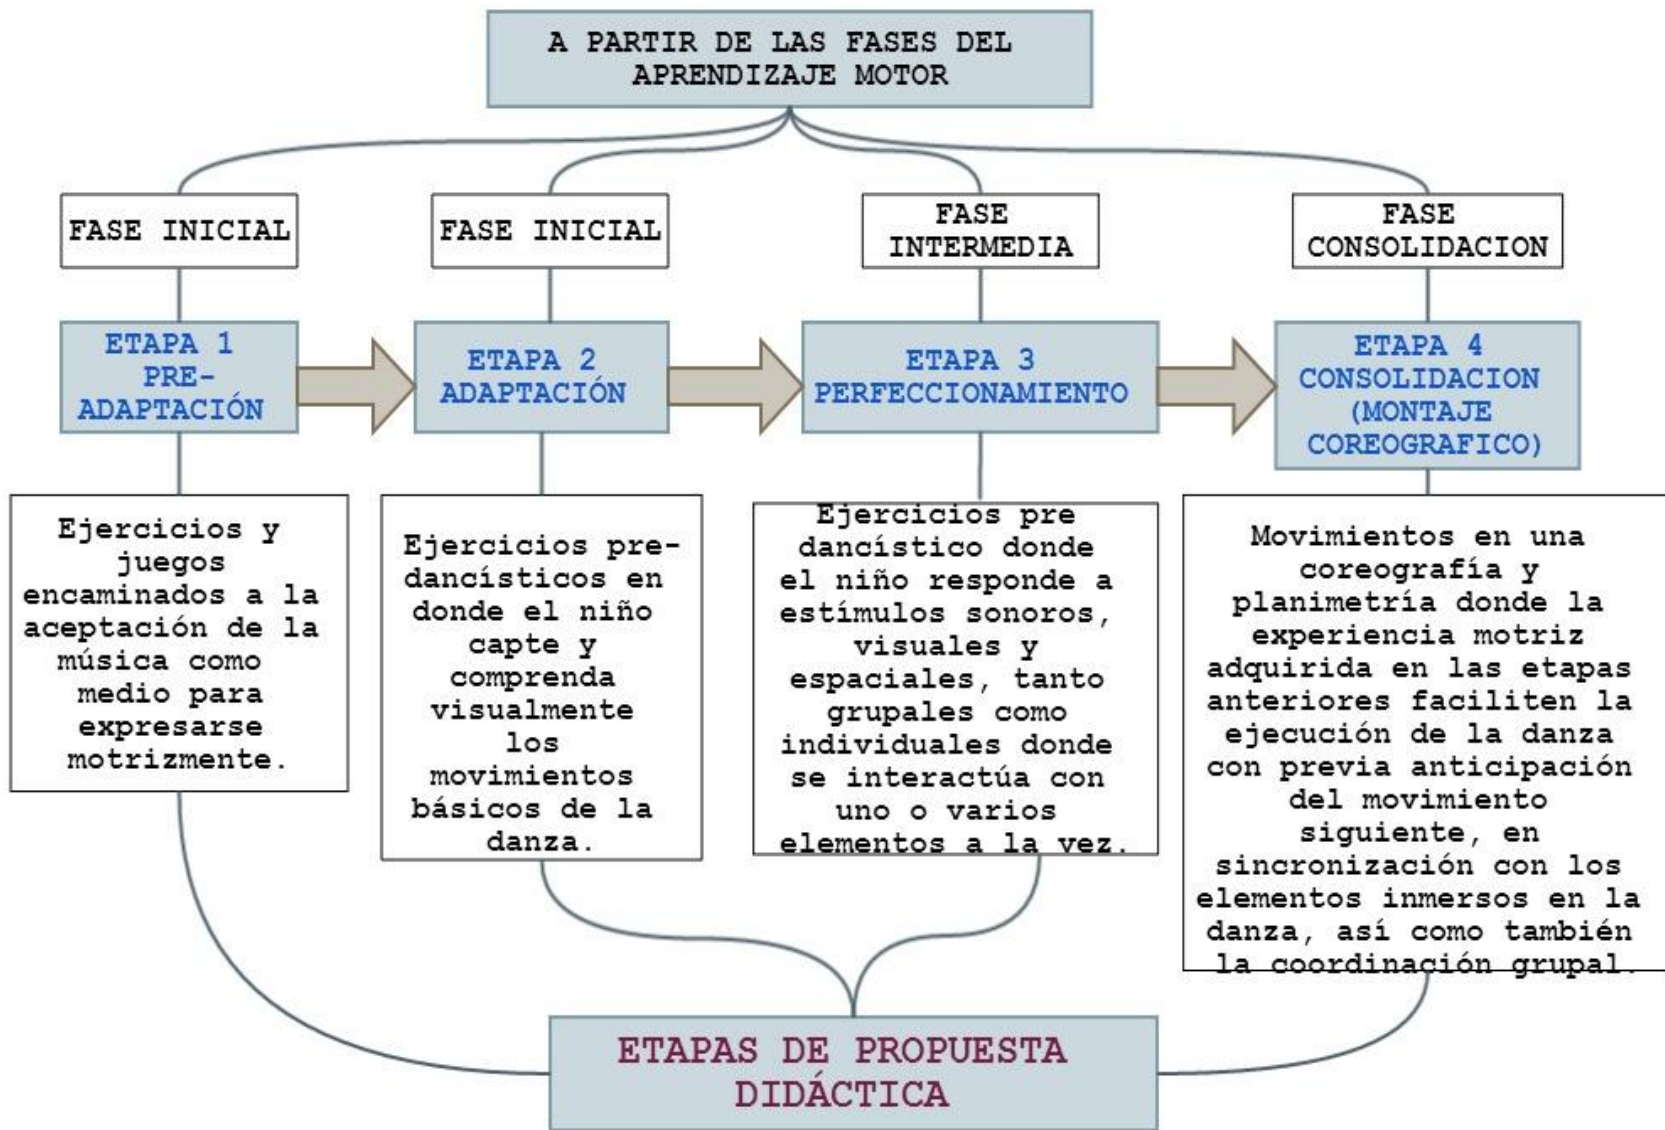 A PARTIR DE LAS FASES DEL
APRENDIZAJE MOTOR
FASE INICIAL
FASE INICIAL
FASE
INTERMEDIA
FASE
CONSOLIDACION
ETAPA 1
PRE-
ADAPTACIÓN
ETAPA 2
ADAPTACIÓN
ETAPA 3
PERFECCIONAMIENTO
ETAPA 4
CONSOLIDACION
(MONTAJE
COREOGRAFICO)
Ejercicios y
juegos
encaminados a la
aceptación de la
música como
medio para
expresarse
motrizmente.
Ejercicios pre-
dancísticos en
donde el niño
capte y
comprenda
visualmente
los
movimientos
básicos de la
danza.
Ejercicios pre
dancístico donde
el niño responde a
estímulos sonoros,
visuales y
espaciales, tanto
grupales como
individuales donde
se interactúa con
uno o varios
elementos a la vez.
Movimientos en una
coreografía y
planimetría donde la
experiencia motriz
adquirida en las etapas
anteriores faciliten la
ejecución de la danza
con previa anticipación
del movimiento
siguiente, en
sincronización con los
elementos inmersos en la
danza, así como también
la coordinación grupal.
ETAPAS DE PROPUESTA
DIDÁCTICA